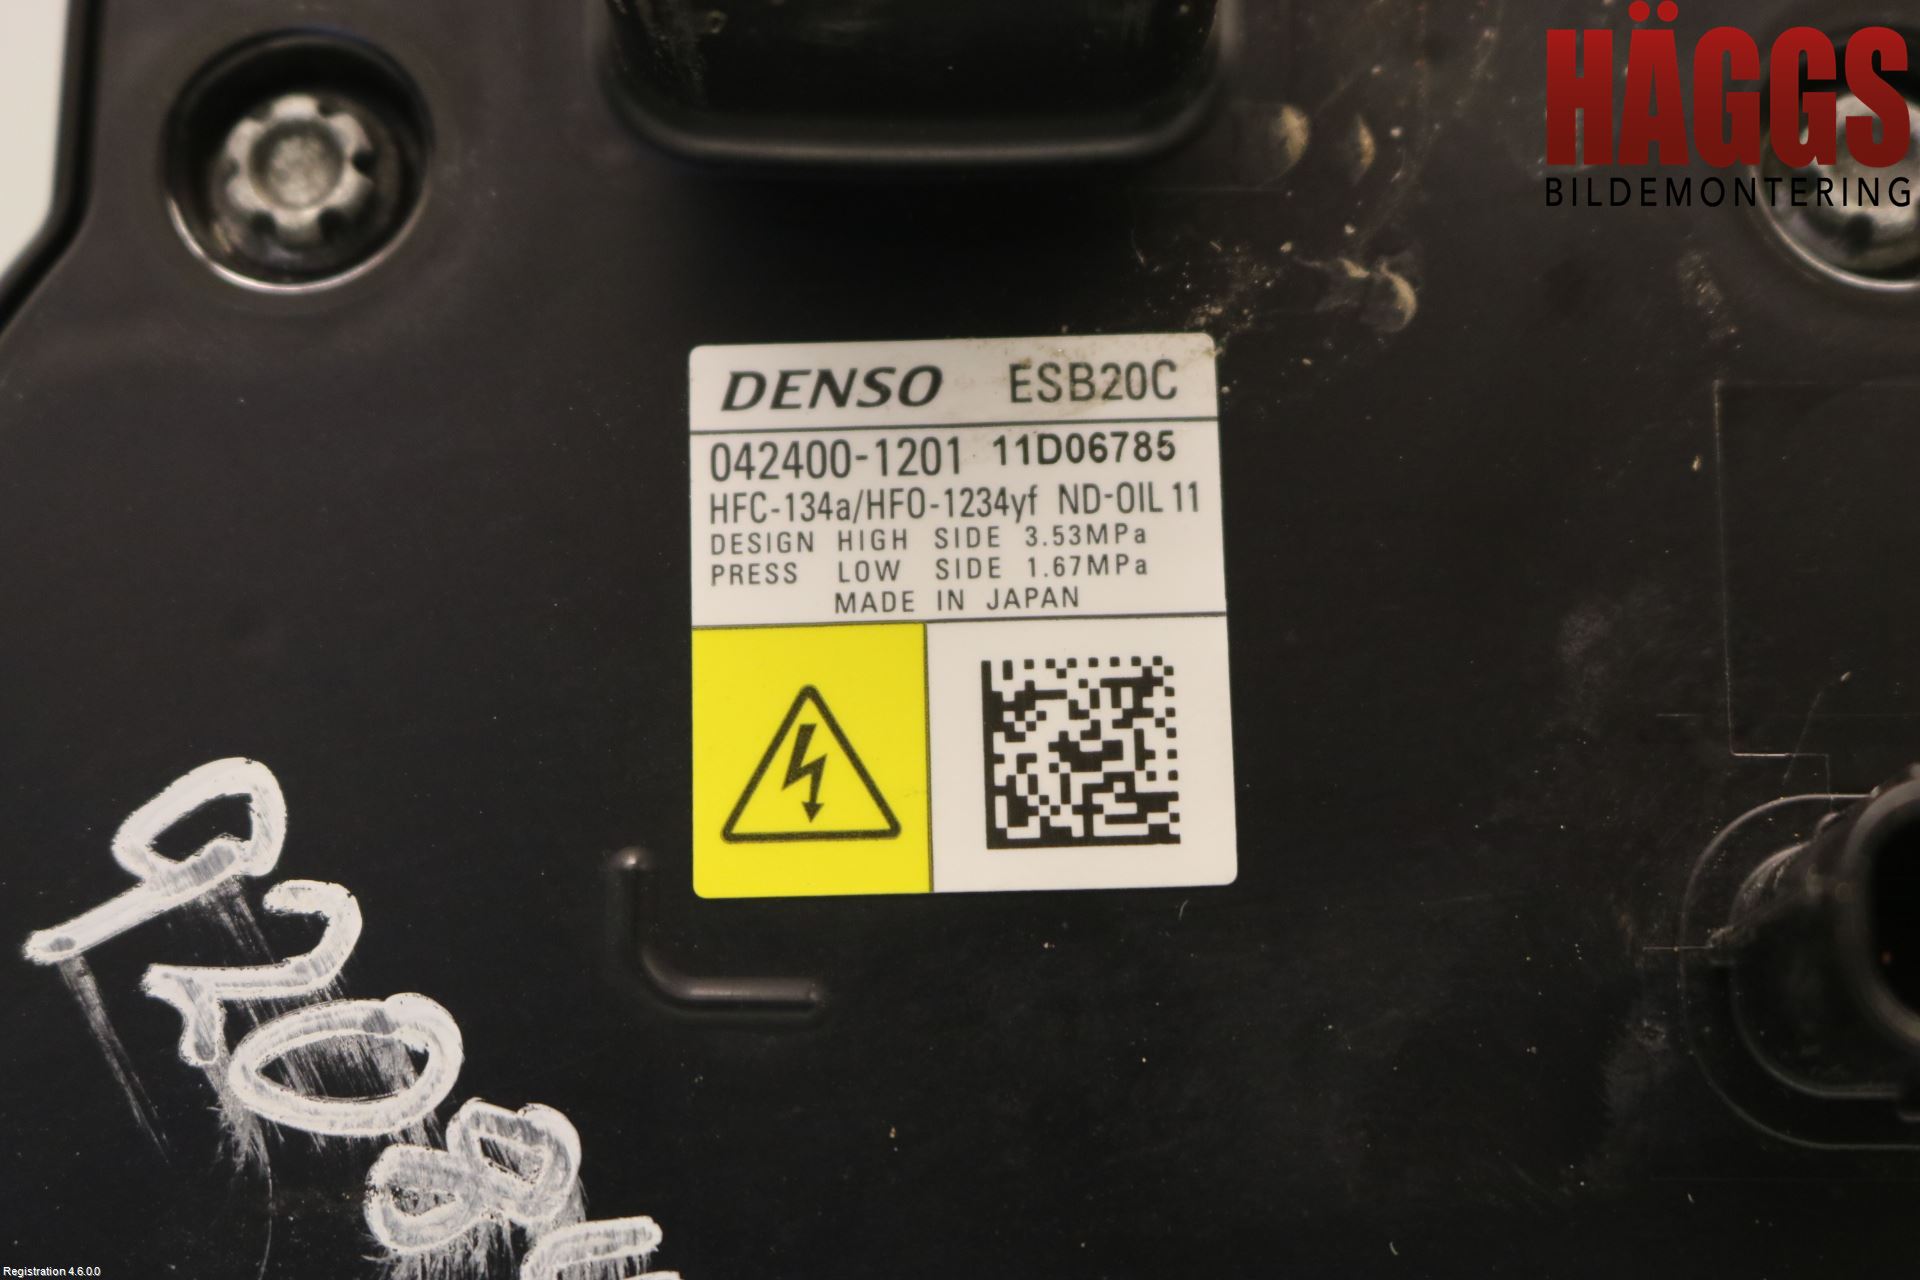 HÄGGS
BILDEMONTERING
DENSO ESB20C
042400-1201 11D06785
HFC-134a/HFO-1234yf ND-OIL 11
DESIGN HIGH SIDE 3.53MPa
PRESS LOW SIDE 1.67MPa
MADE IN JAPAN
Registration 4.6.0.0